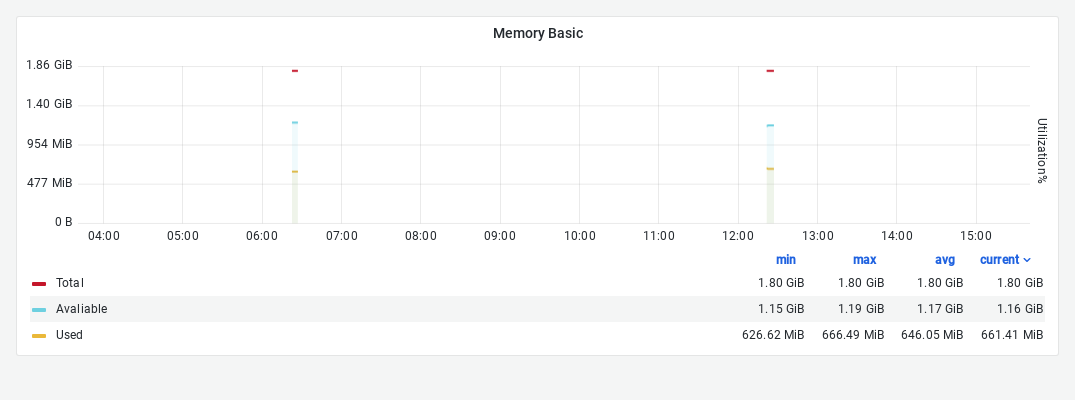 Memory Basic
1.86 GiB
1.40 GiB
954 MiB
477 MiB
0 B
Utilization%
04:00 05:00 06:00 07:00 08:00 09:00 10:00 11:00 12:00 13:00 14:00 15:00
min max avg current
Total 1.80 GiB 1.80 GiB 1.80 GiB 1.80 GiB
Avaliable 1.15 GiB 1.19 GiB 1.17 GiB 1.16 GiB
Used 626.62 MiB 666.49 MiB 646.05 MiB 661.41 MiB